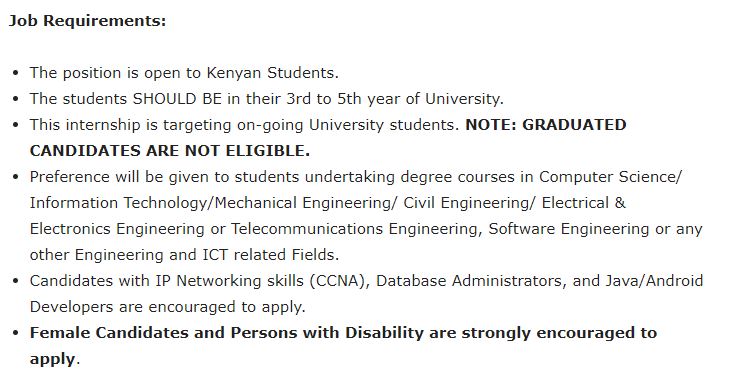 Job Requirements:
• The position is open to Kenyan Students.
• The students SHOULD BE in their 3rd to 5th year of University.
• This internship is targeting on-going University students. NOTE: GRADUATED
CANDIDATES ARE NOT ELIGIBLE.
• Preference will be given to students undertaking degree courses in Computer Science/
Information Technology/Mechanical Engineering/ Civil Engineering/ Electrical &
Electronics Engineering or Telecommunications Engineering, Software Engineering or any
other Engineering and ICT related Fields.
• Candidates with IP Networking skills (CCNA), Database Administrators, and Java/Android
Developers are encouraged to apply.
• Female Candidates and Persons with Disability are strongly encouraged to
apply.